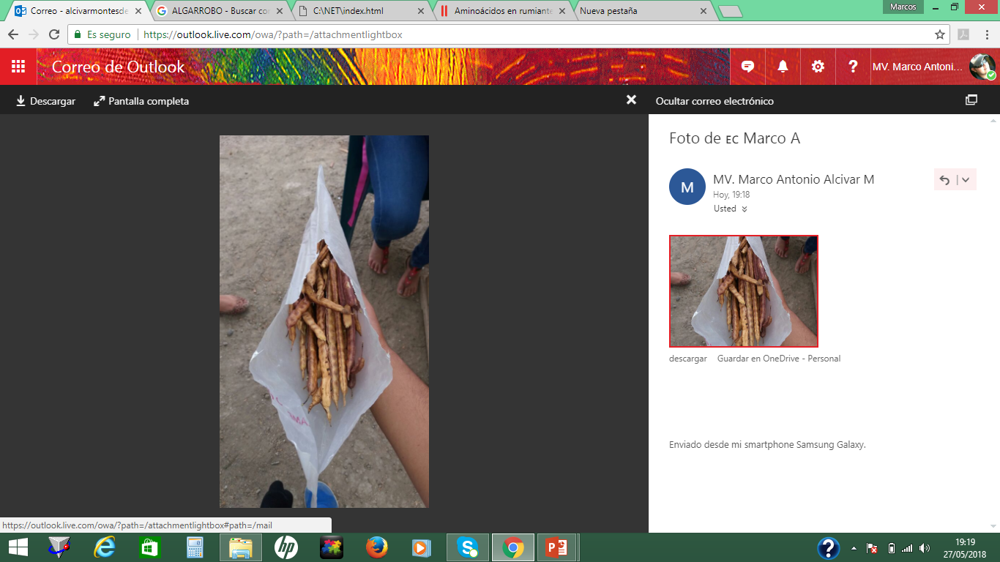 Correo - alcivarmontesde
ALGARROBO - Buscar co
C:\NET\index.html
Aminoácidos en rumiante
Nueva pestaña
Marcos
Es seguro
https://outlook.live.com/owa/?path=/attachmentlightbox
Correo de Outlook
MV. Marco Antoni...
Descargar
Pantalla completa
Ocultar correo electrónico
Foto de ᴇᴄ Marco A
M
MV. Marco Antonio Alcivar M
Hoy, 19:18
Usted
descargar
Guardar en OneDrive - Personal
Enviado desde mi smartphone Samsung Galaxy.
https://outlook.live.com/owa/?path=/attachmentlightbox#path=/mail
19:19
27/05/2018